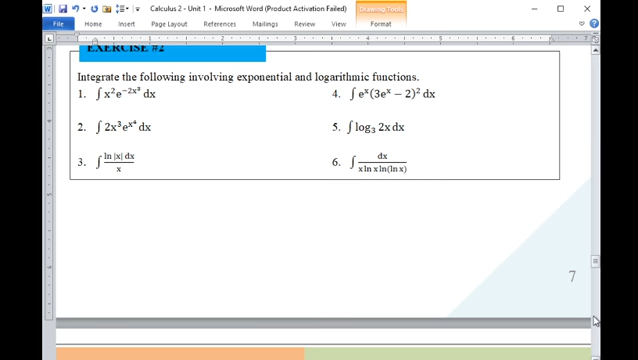 Calculus 2 - Unit 1 - Microsoft Word (Product Activation Failed)
Drawing Tools
File Home Insert Page Layout References Mailings Review View Format
EXERCISE #2
Integrate the following involving exponential and logarithmic functions.
1. ∫ x²e^(−2x³) dx
4. ∫ eˣ(3eˣ − 2)² dx
2. ∫ 2x³e^(x⁴) dx
5. ∫ log₃ 2x dx
3. ∫ ln |x| dx / x
6. ∫ dx / x ln x ln(ln x)
7